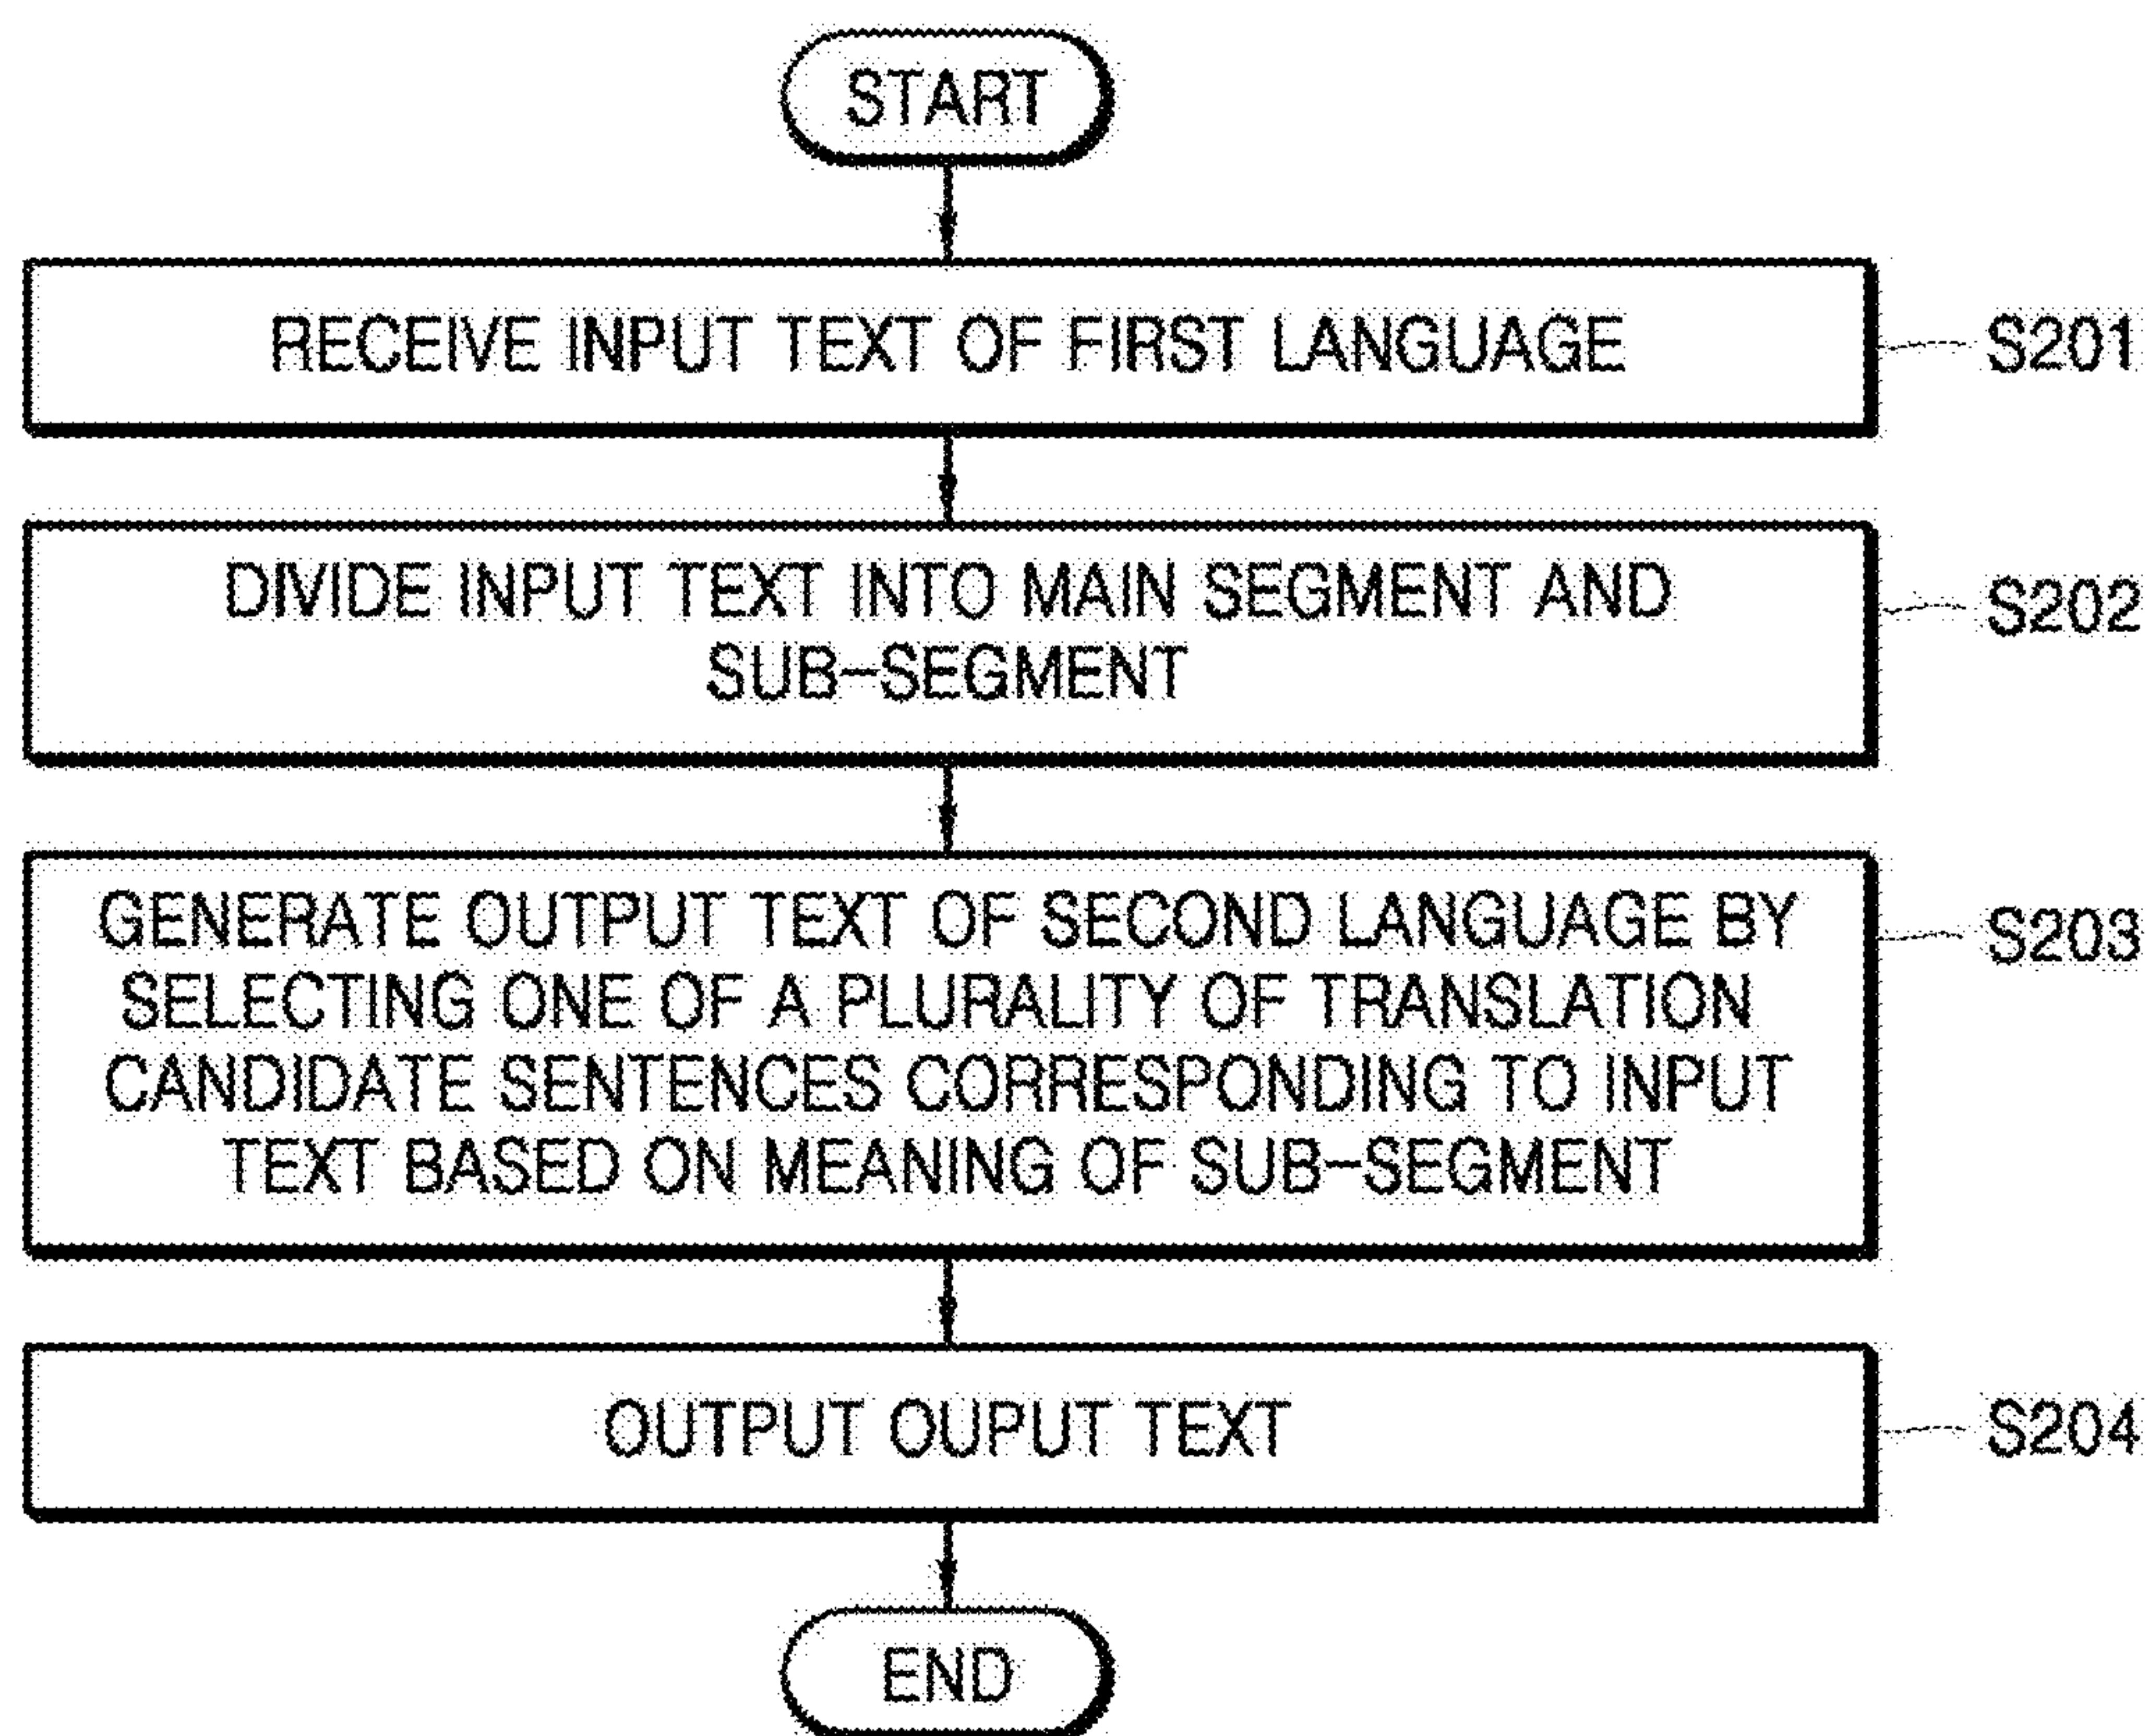 START
RECEIVE INPUT TEXT OF FIRST LANGUAGE
S201
DIVIDE INPUT TEXT INTO MAIN SEGMENT AND
SUB-SEGMENT
S202
GENERATE OUTPUT TEXT OF SECOND LANGUAGE BY
SELECTING ONE OF A PLURALITY OF TRANSLATION
CANDIDATE SENTENCES CORRESPONDING TO INPUT
TEXT BASED ON MEANING OF SUB-SEGMENT
S203
OUTPUT OUPUT TEXT
S204
END